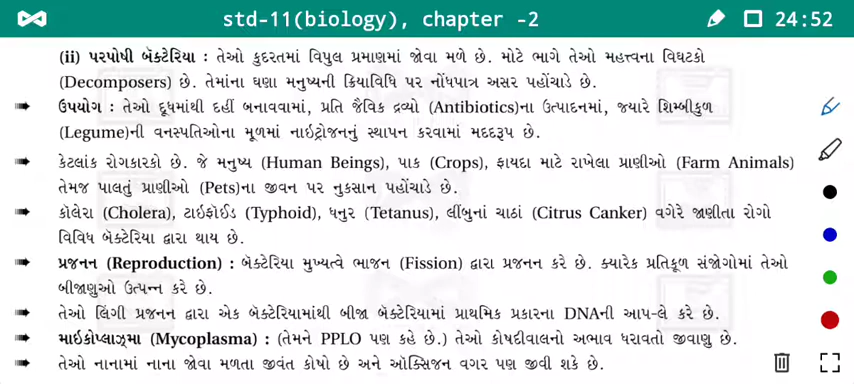 std-11(biology), chapter -2
24:52
(ii) પરપોષી બૅક્ટેરિયા : તેઓ કુદરતમાં વિપુલ પ્રમાણમાં જોવા મળે છે. મોટે ભાગે તેઓ મહત્ત્વના વિઘટકો
(Decomposers) છે. તેમાંના ઘણા મનુષ્યની ક્રિયાવિધિ પર નોંધપાત્ર અસર પહોંચાડે છે.
➠ ઉપયોગ : તેઓ દૂધમાંથી દહીં બનાવવામાં, પ્રતિ જૈવિક દ્રવ્યો (Antibiotics)ના ઉત્પાદનમાં, જ્યારે શિમ્બીકુળ
(Legume)ની વનસ્પતિઓના મૂળમાં નાઇટ્રોજનનું સ્થાપન કરવામાં મદદરૂપ છે.
➠ કેટલાંક રોગકારકો છે. જે મનુષ્ય (Human Beings), પાક (Crops), ફાયદા માટે રાખેલા પ્રાણીઓ (Farm Animals)
તેમજ પાલતું પ્રાણીઓ (Pets)ના જીવન પર નુકસાન પહોંચાડે છે.
➠ કૉલેરા (Cholera), ટાઇફૉઈડ (Typhoid), ધનુર (Tetanus), લીંબુનાં ચાઠાં (Citrus Canker) વગેરે જાણીતા રોગો
વિવિધ બૅક્ટેરિયા દ્વારા થાય છે.
➠ પ્રજનન (Reproduction) : બૅક્ટેરિયા મુખ્યત્વે ભાજન (Fission) દ્વારા પ્રજનન કરે છે. ક્યારેક પ્રતિકૂળ સંજોગોમાં તેઓ
બીજાણુઓ ઉત્પન્ન કરે છે.
➠ તેઓ લિંગી પ્રજનન દ્વારા એક બૅક્ટેરિયામાંથી બીજા બૅક્ટેરિયામાં પ્રાથમિક પ્રકારના DNAની આપ-લે કરે છે.
➠ માઇકોપ્લાઝ્મા (Mycoplasma) : (તેમને PPLO પણ કહે છે.) તેઓ કોષદીવાલનો અભાવ ધરાવતો જીવાણુ છે.
➠ તેઓ નાનામાં નાના જોવા મળતા જીવંત કોષો છે અને ઑક્સિજન વગર પણ જીવી શકે છે.